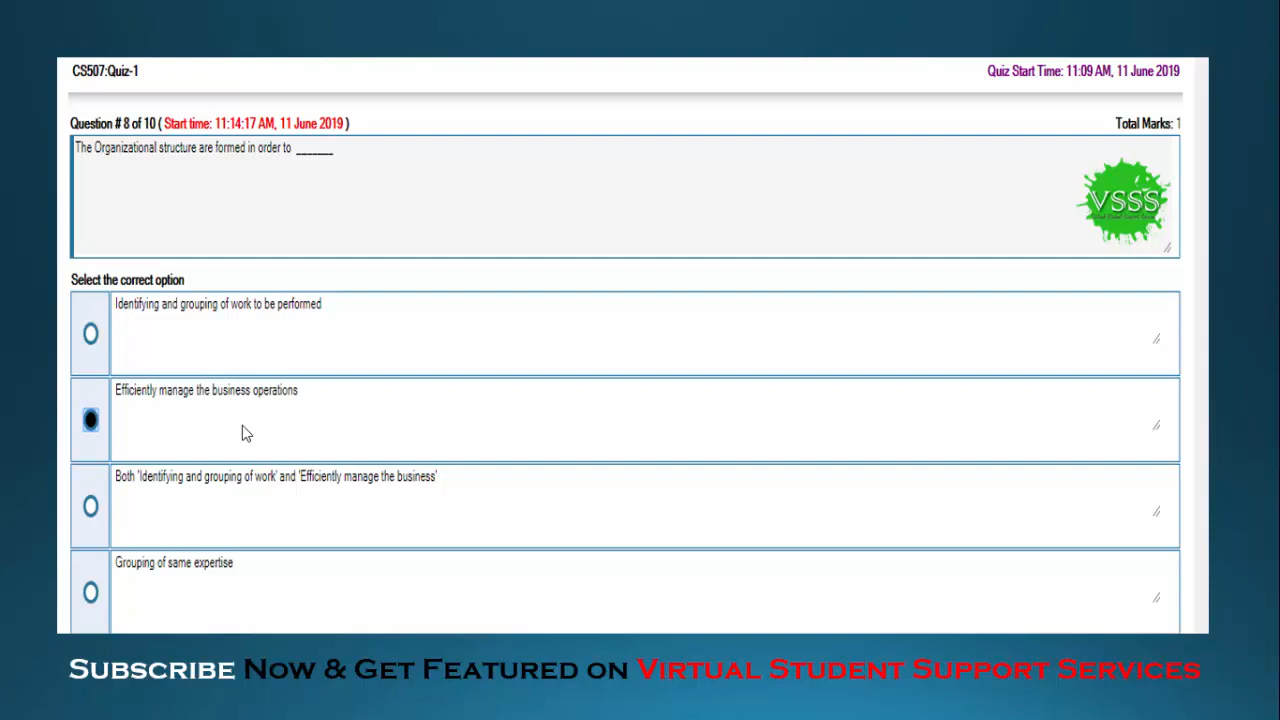 CS507:Quiz-1
Quiz Start Time: 11:09 AM, 11 June 2019
Question # 8 of 10 ( Start time: 11:14:17 AM, 11 June 2019 )
Total Marks: 1
The Organizational structure are formed in order to _______
VSSS
Select the correct option
Identifying and grouping of work to be performed
Efficiently manage the business operations
Both 'Identifying and grouping of work' and 'Efficiently manage the business'
Grouping of same expertise
Subscribe Now & Get Featured on Virtual Student Support Services